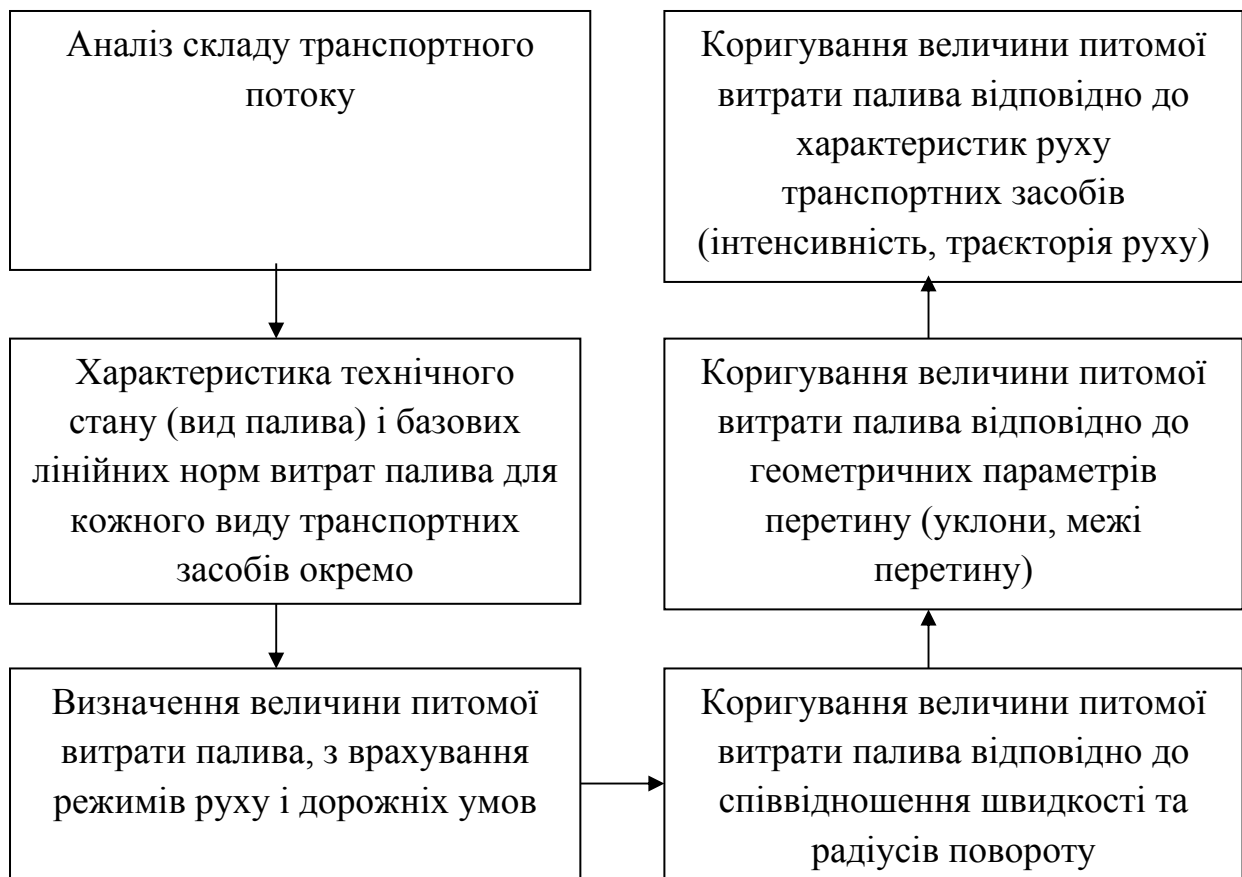 Аналіз складу транспортного
потоку
Характеристика технічного
стану (вид палива) і базових
лінійних норм витрат палива для
кожного виду транспортних
засобів окремо
Визначення величини питомої
витрати палива, з врахування
режимів руху і дорожніх умов
Коригування величини питомої
витрати палива відповідно до
співвідношення швидкості та
радіусів повороту
Коригування величини питомої
витрати палива відповідно до
геометричних параметрів
перетину (уклони, межі
перетину)
Коригування величини питомої
витрати палива відповідно до
характеристик руху
транспортних засобів
(інтенсивність, траєкторія руху)